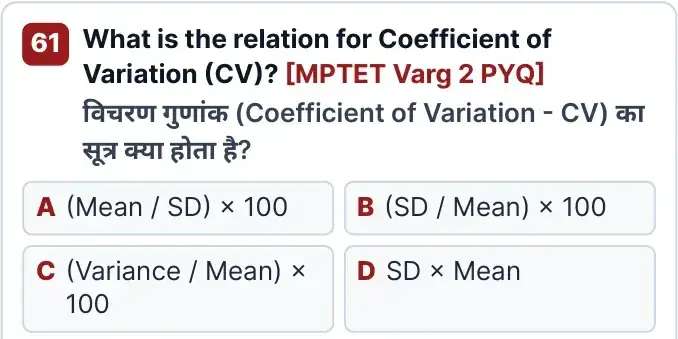 61 What is the relation for Coefficient of
Variation (CV)? [MPTET Varg 2 PYQ]
विचरण गुणांक (Coefficient of Variation - CV) का
सूत्र क्या होता है?
A (Mean / SD) × 100
B (SD / Mean) × 100
C (Variance / Mean) ×
100
D SD × Mean